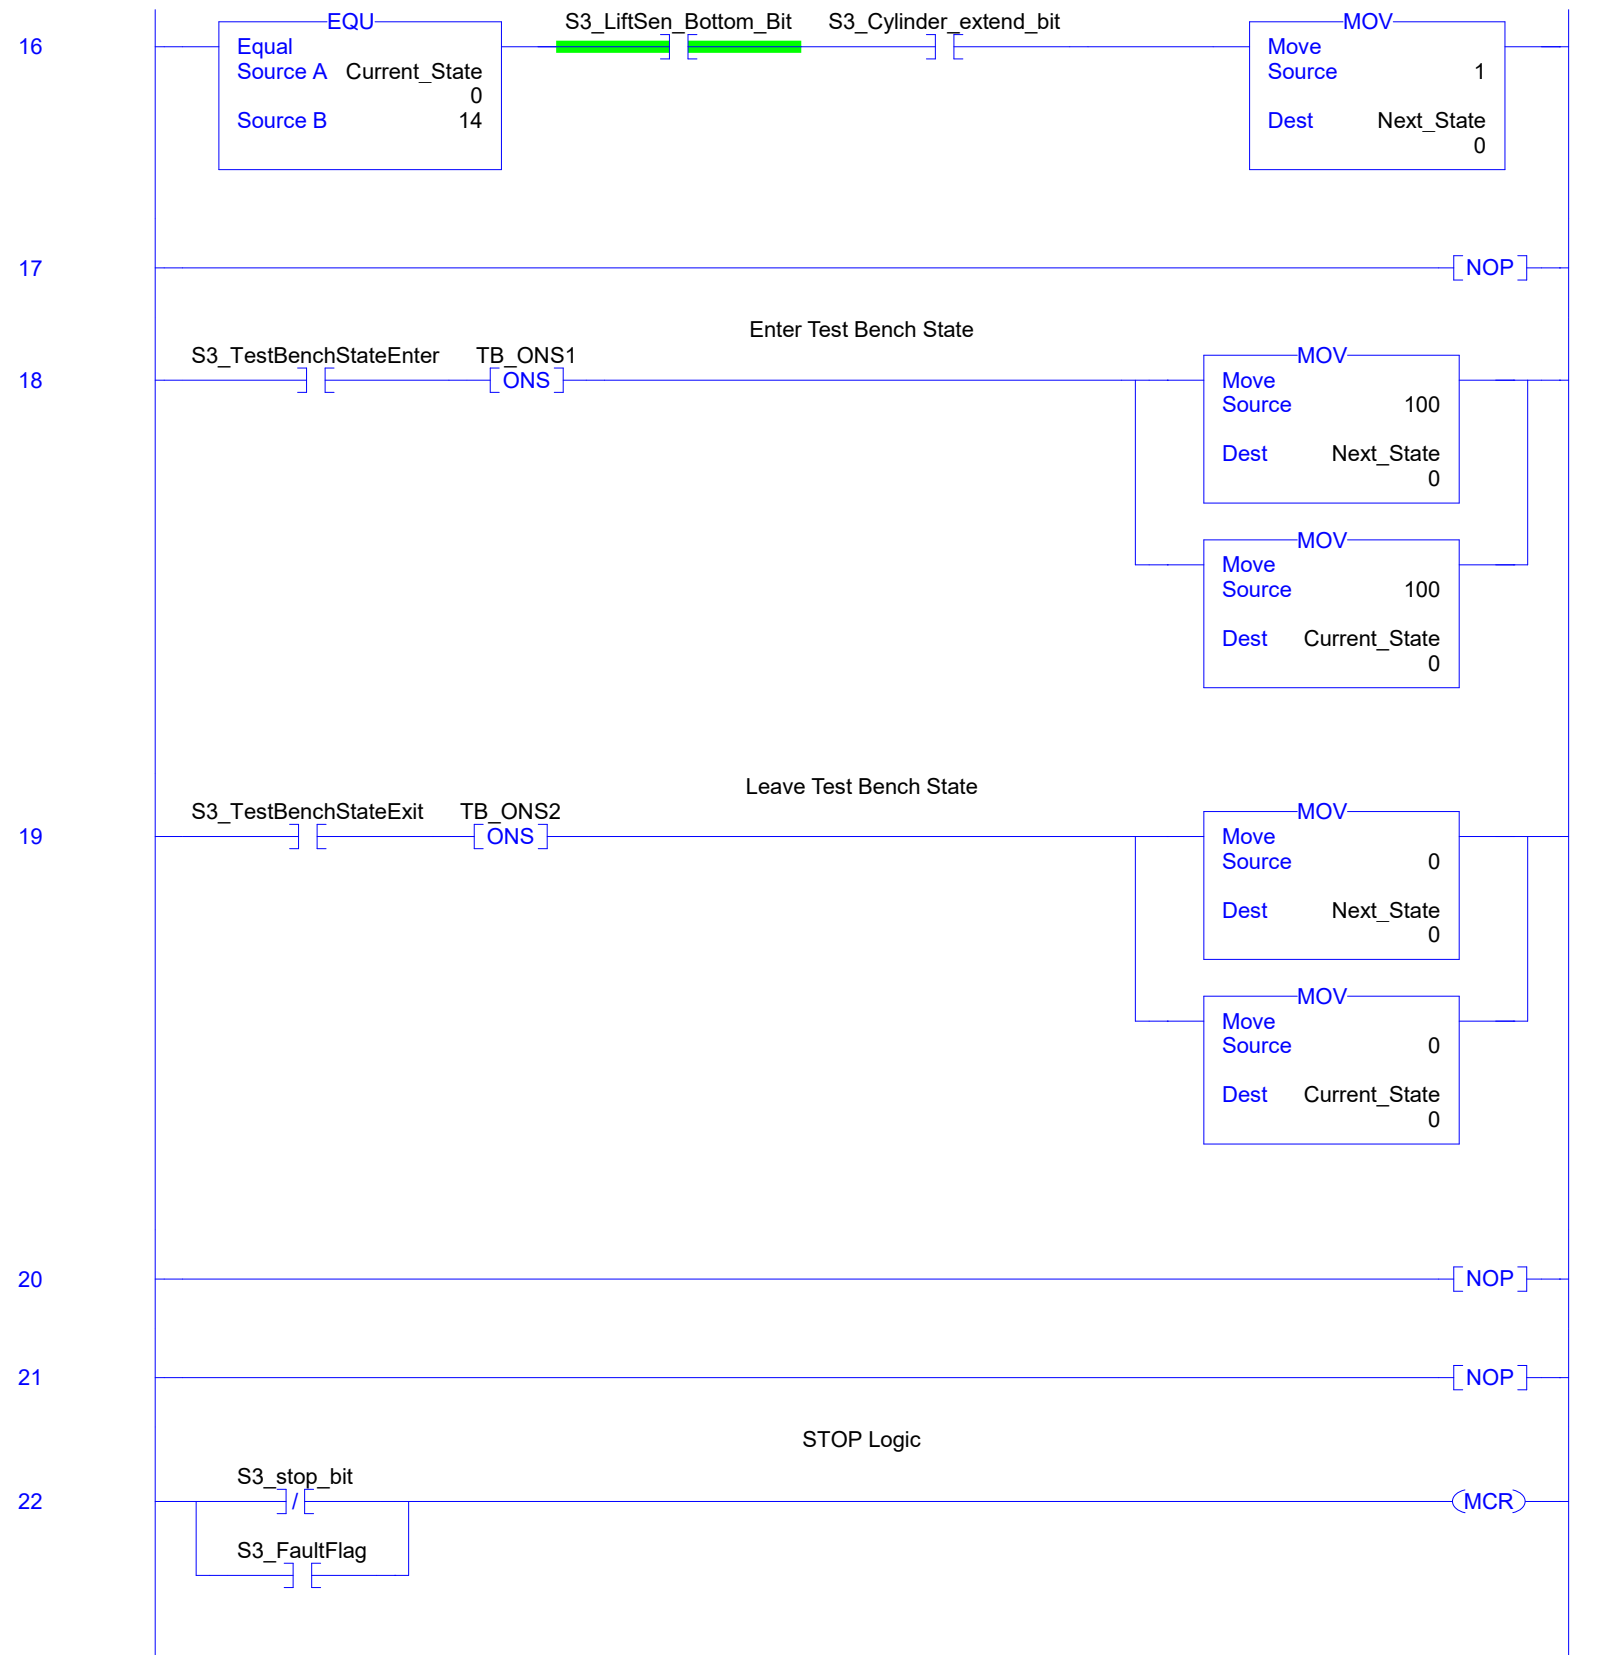 EQU
S3_LiftSen_Bottom_Bit
S3_Cylinder_extend_bit
MOV
16
Equal
Source A Current_State
0
Source B 14
Move
Source 1
Dest Next_State
0
17
NOP
Enter Test Bench State
S3_TestBenchStateEnter
TB_ONS1
MOV
18
ONS
Move
Source 100
Dest Next_State
0
MOV
Move
Source 100
Dest Current_State
0
Leave Test Bench State
S3_TestBenchStateExit
TB_ONS2
MOV
19
ONS
Move
Source 0
Dest Next_State
0
MOV
Move
Source 0
Dest Current_State
0
20
NOP
21
NOP
STOP Logic
S3_stop_bit
22
/
MCR
S3_FaultFlag